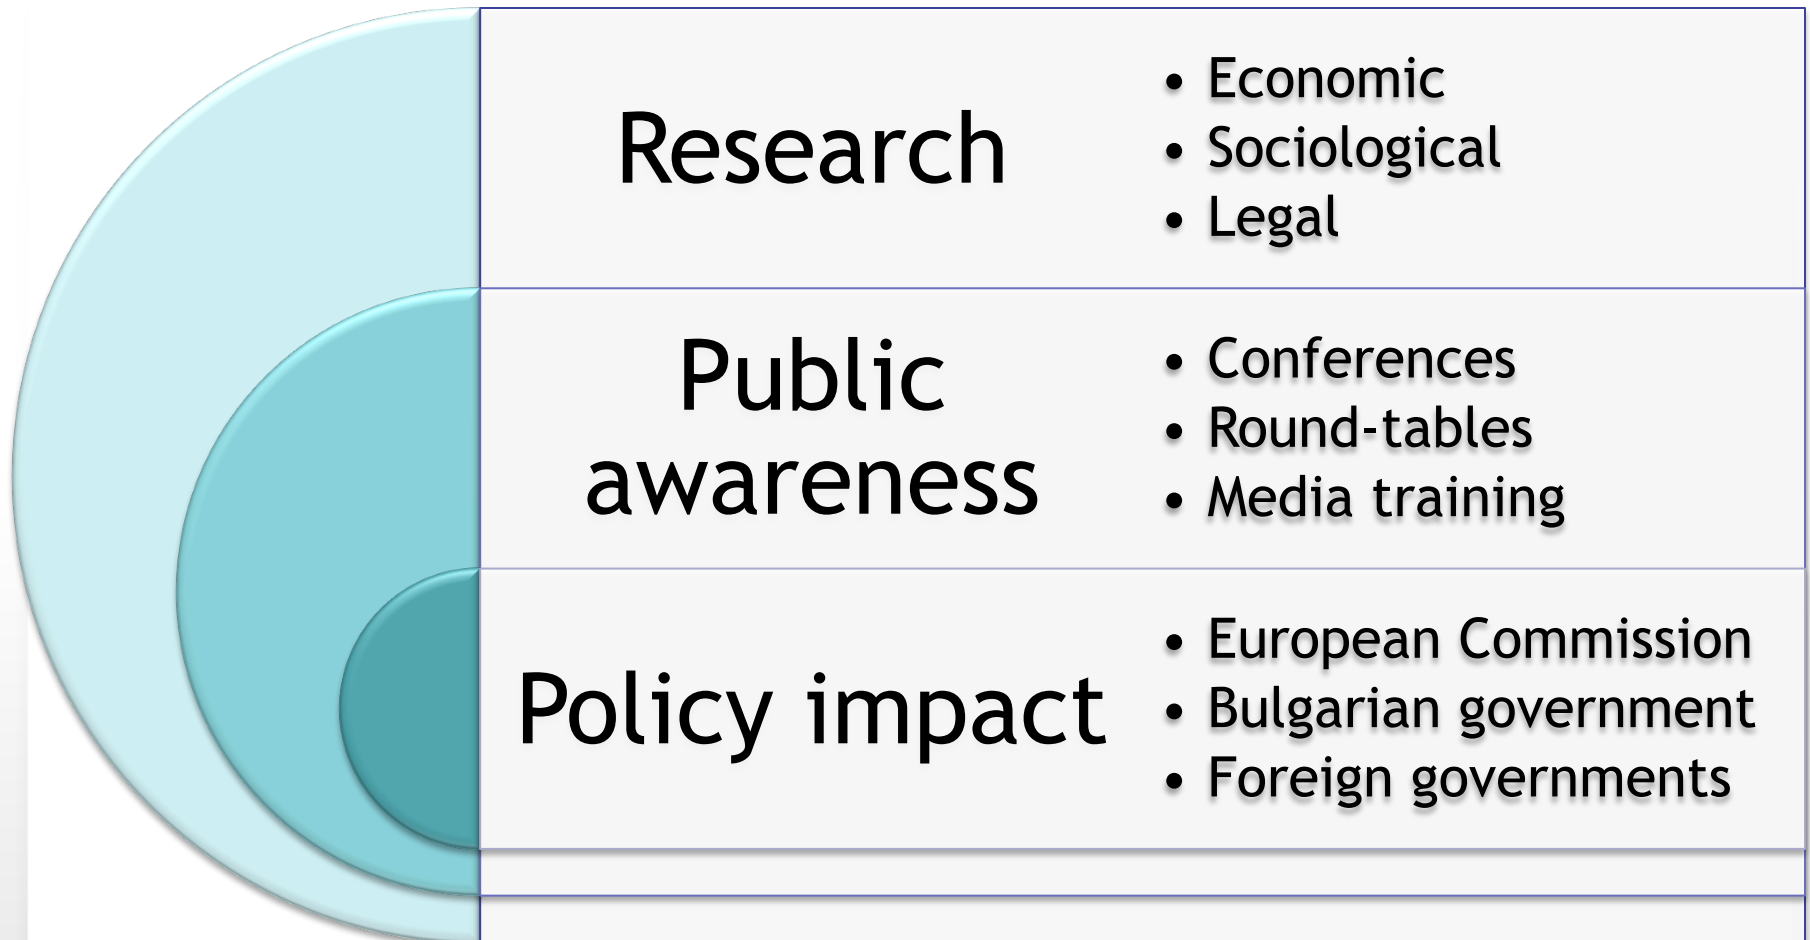 Research
• Economic
• Sociological
• Legal
Public
awareness
• Conferences
• Round-tables
• Media training
Policy impact
• European Commission
• Bulgarian government
• Foreign governments